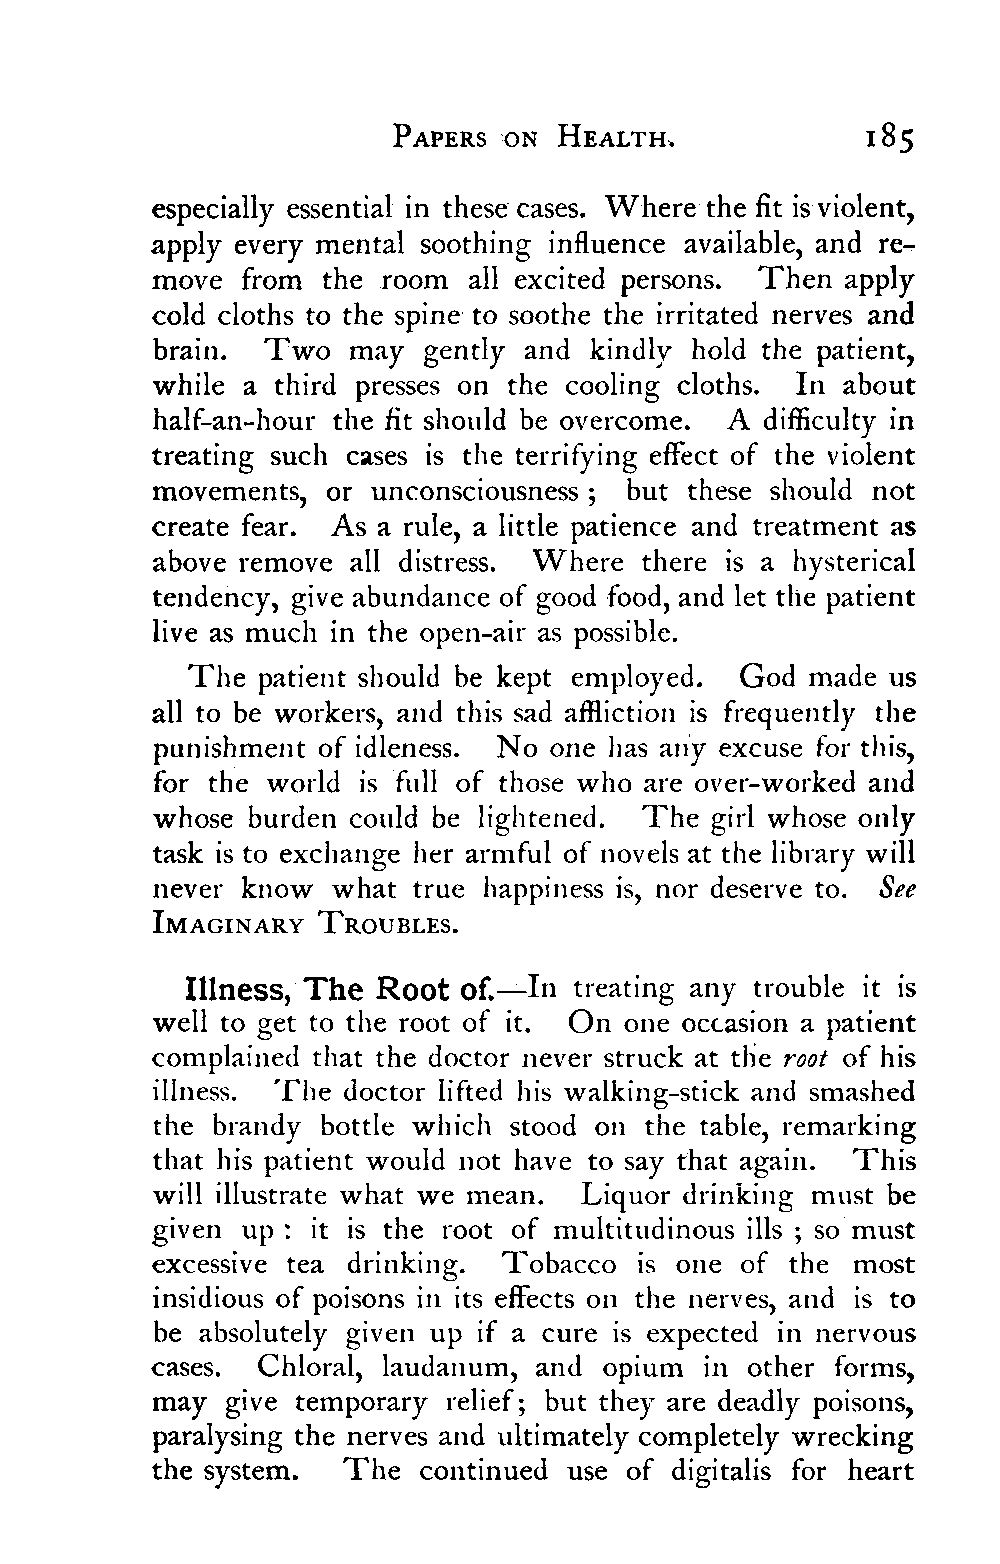 Papers on Health. 185
especially essential in these cases. Where the fit is violent,
apply every mental soothing influence available, and re-
move from the room all excited persons. Then apply
cold cloths to the spine to soothe the irritated nerves and
brain. Two may gently and kindly hold the patient,
while a third presses on the cooling cloths. In about
half-an-hour the fit should be overcome. A difficulty in
treating such cases is the terrifying effect of the violent
movements, or unconsciousness ; but these should not
create fear. As a rule, a little patience and treatment as
above remove all distress. Where there is a hysterical
tendency, give abundance of good food, and let the patient
live as much in the open-air as possible.
The patient should be kept employed. God made us
all to be workers, and this sad affliction is frequently the
punishment of idleness. No one has any excuse for this,
for the world is full of those who are over-worked and
whose burden could be lightened. The girl whose only
task is to exchange her armful of novels at the library will
never know what true happiness is, nor deserve to. See
Imaginary Troubles.
Illness, The Root of.—In treating any trouble it is
well to get to the root of it. On one occasion a patient
complained that the doctor never struck at the root of his
illness. The doctor lifted his walking-stick and smashed
the brandy bottle which stood on the table, remarking
that his patient would not have to say that again. This
will illustrate what we mean. Liquor drinking must be
given up : it is the root of multitudinous ills ; so must
excessive tea drinking. Tobacco is one of the most
insidious of poisons in its effects on the nerves, and is to
be absolutely given up if a cure is expected in nervous
cases. Chloral, laudanum, and opium in other forms,
may give temporary relief ; but they are deadly poisons,
paralysing the nerves and ultimately completely wrecking
the system. The continued use of digitalis for heart